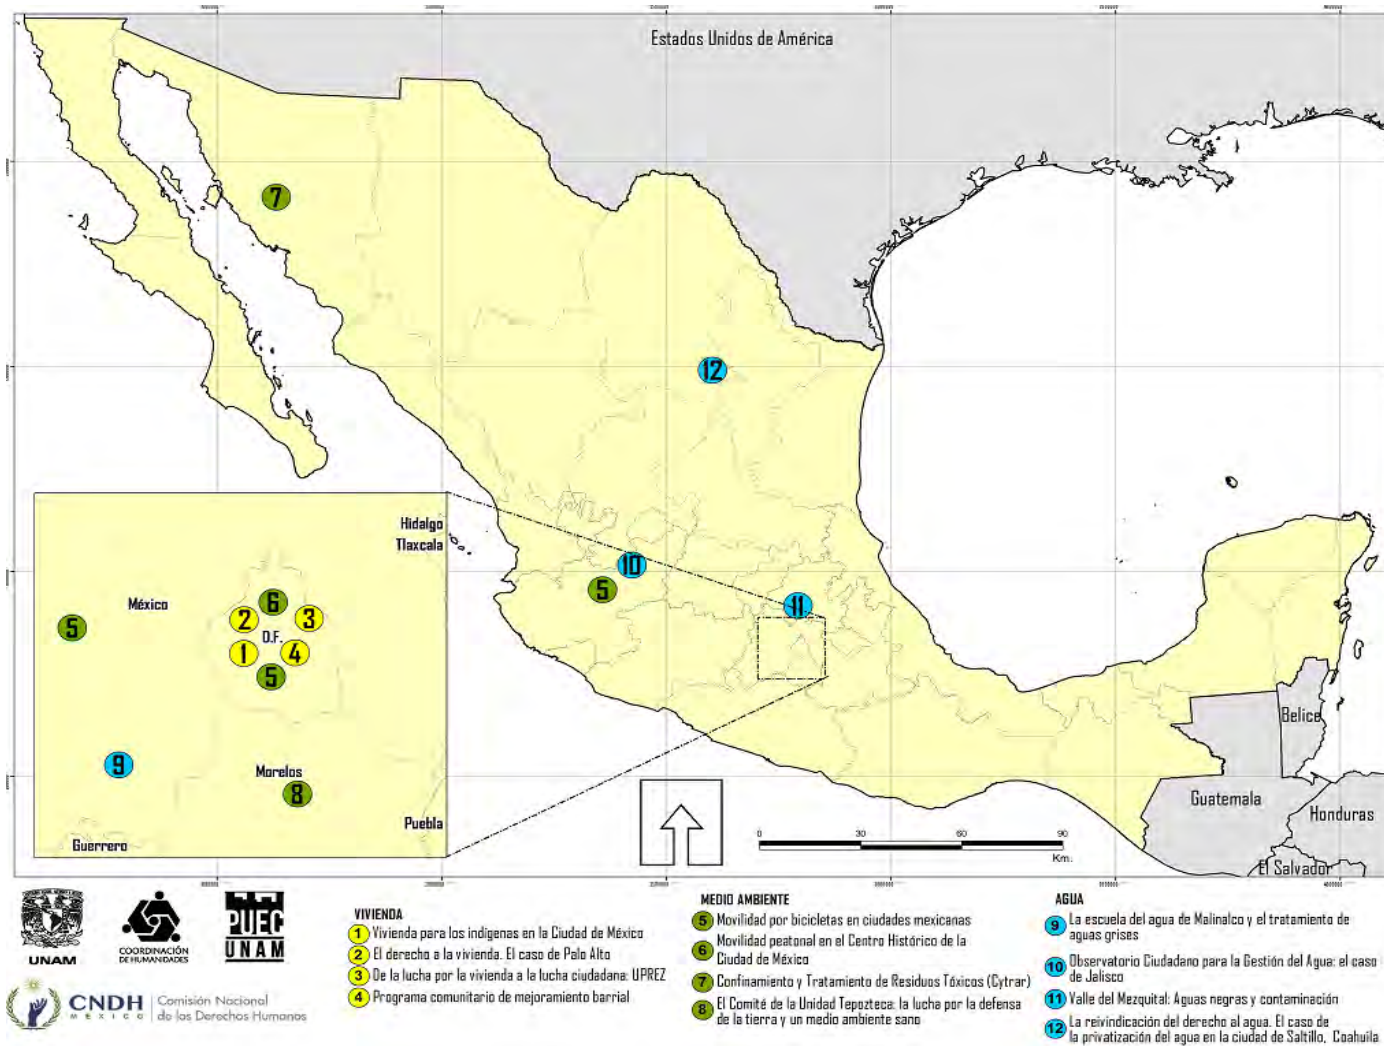 Estados Unidos de América
7
12
10
5
11
Hidalgo
Tlaxcala
México
6
2
3
5
D.F.
1
4
5
9
Morelos
8
Puebla
Guerrero
Belice
Guatemala
Honduras
El Salvador
0 30 60 90
Km.
UNAM
COORDINACIÓN
DE HUMANIDADES
PUEC
UNAM
CNDH
MÉXICO
Comisión Nacional
de los Derechos Humanos
VIVIENDA
1 Vivienda para los indígenas en la Ciudad de México
2 El derecho a la vivienda. El caso de Palo Alto
3 De la lucha por la vivienda a la lucha ciudadana: UPREZ
4 Programa comunitario de mejoramiento barrial
MEDIO AMBIENTE
5 Movilidad por bicicletas en ciudades mexicanas
6 Movilidad peatonal en el Centro Histórico de la
Ciudad de México
7 Confinamiento y Tratamiento de Residuos Tóxicos (Cytrar)
8 El Comité de la Unidad Tepozteca: la lucha por la defensa
de la tierra y un medio ambiente sano
AGUA
9 La escuela del agua de Malinalco y el tratamiento de
aguas grises
10 Observatorio Ciudadano para la Gestión del Agua: el caso
de Jalisco
11 Valle del Mezquital: Aguas negras y contaminación
12 La reivindicación del derecho al agua. El caso de
la privatización del agua en la ciudad de Saltillo, Coahuila